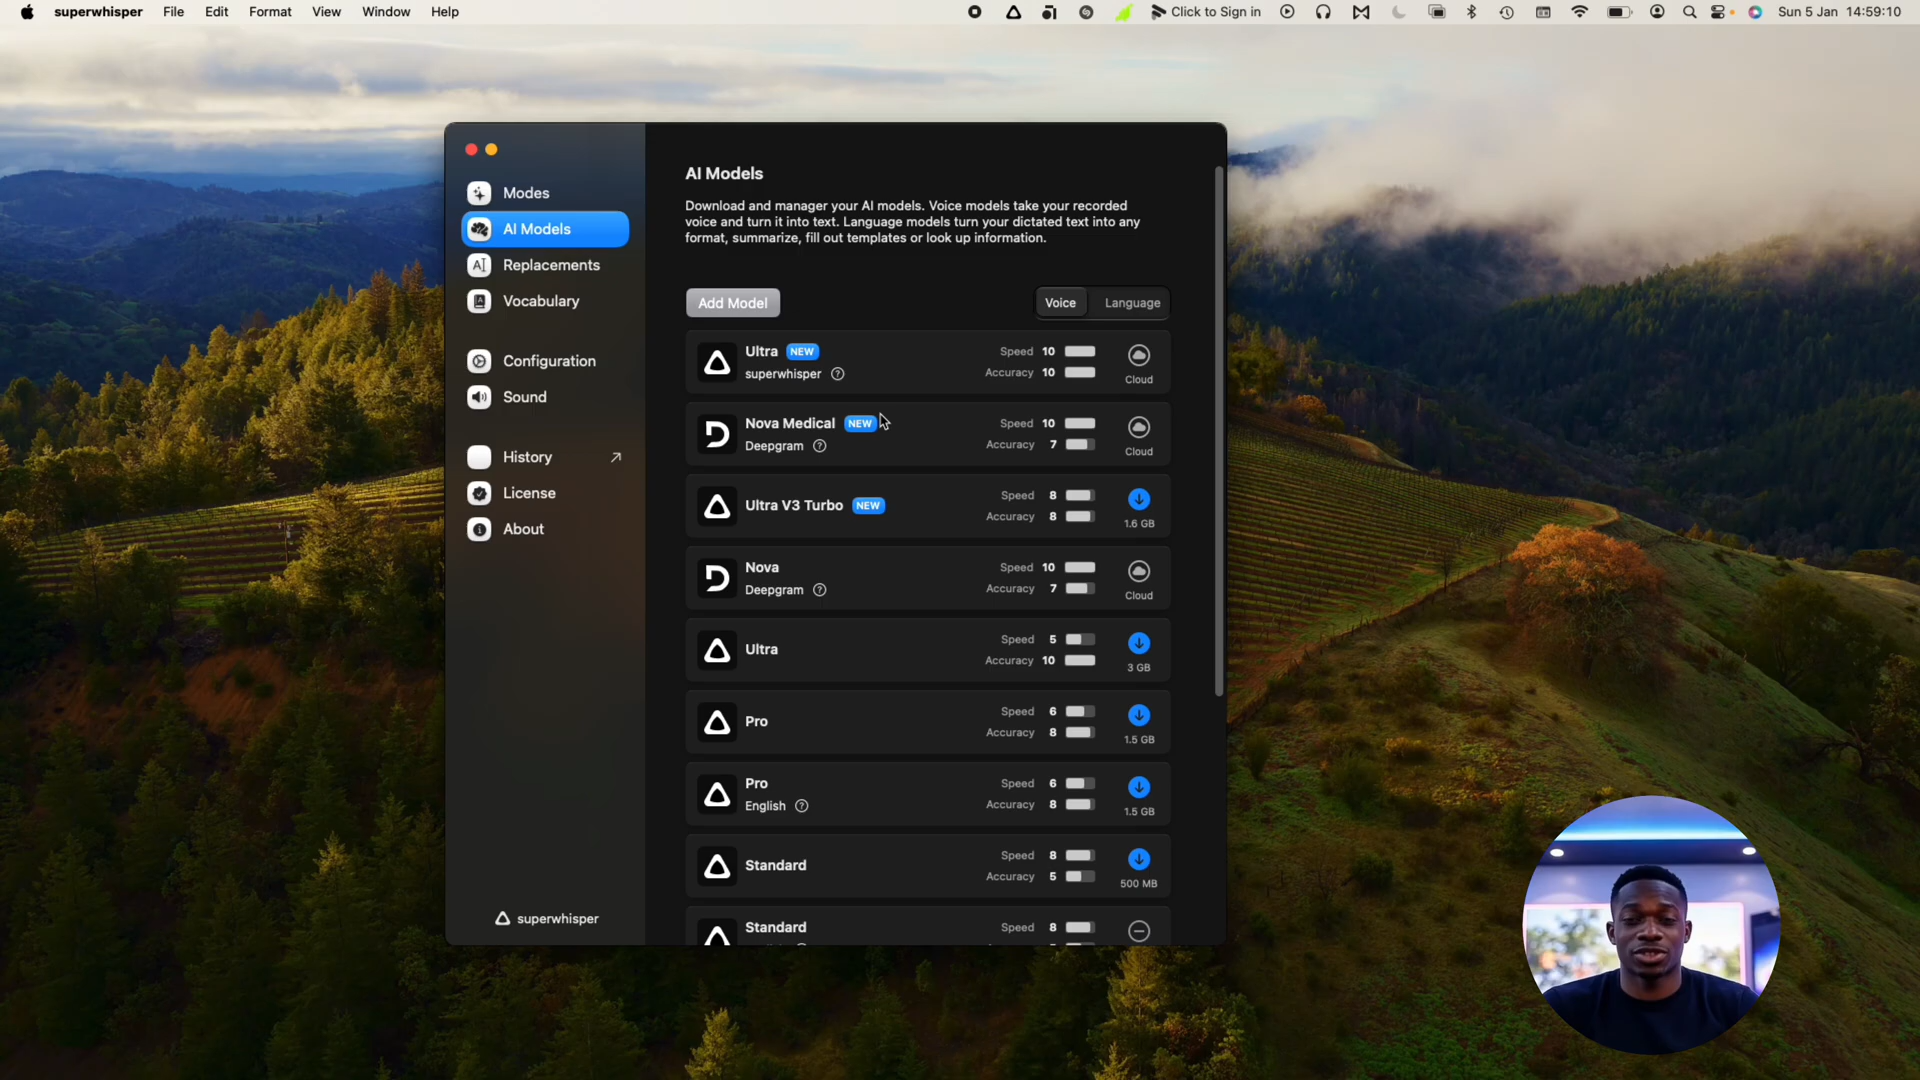 superwhisper File Edit Format View Window Help
Click to Sign in
Sun 5 Jan 14:59:10
Modes
AI Models
Replacements
Vocabulary
Configuration
Sound
History
License
About
superwhisper
AI Models
Download and manager your AI models. Voice models take your recorded
voice and turn it into text. Language models turn your dictated text into any
format, summarize, fill out templates or look up information.
Add Model
Voice Language
Ultra NEW
superwhisper
Speed 10
Accuracy 10
Cloud
Nova Medical NEW
Deepgram
Speed 10
Accuracy 7
Cloud
Ultra V3 Turbo NEW
Speed 8
Accuracy 8
1.6 GB
Nova
Deepgram
Speed 10
Accuracy 7
Cloud
Ultra
Speed 5
Accuracy 10
3 GB
Pro
Speed 6
Accuracy 8
1.5 GB
Pro
English
Speed 6
Accuracy 8
1.5 GB
Standard
Speed 8
Accuracy 5
500 MB
Standard
Speed 8